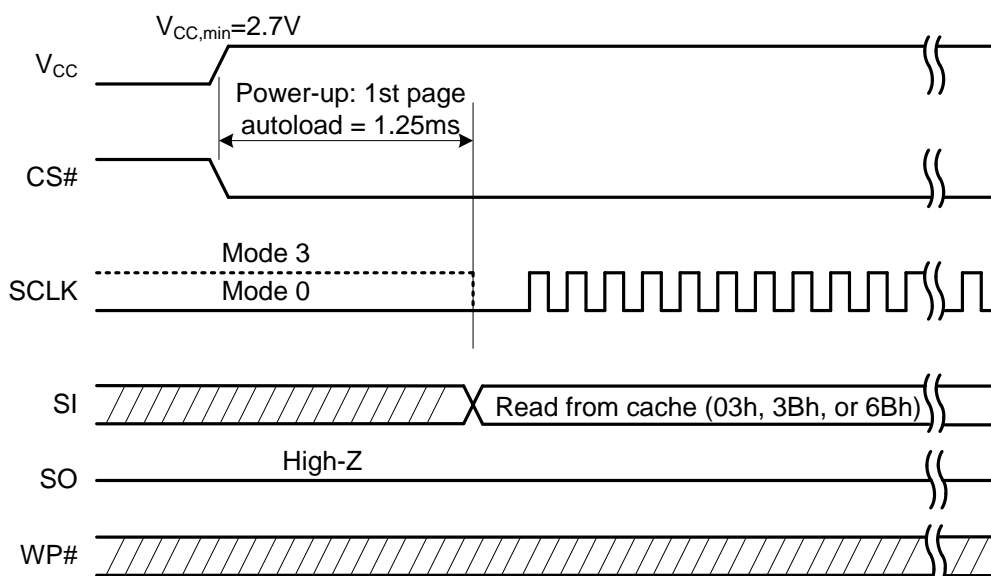 V_CC,min=2.7V
V_CC
Power-up: 1st page
autoload = 1.25ms
CS#
Mode 3
SCLK
Mode 0
SI
Read from cache (03h, 3Bh, or 6Bh)
High-Z
SO
WP#